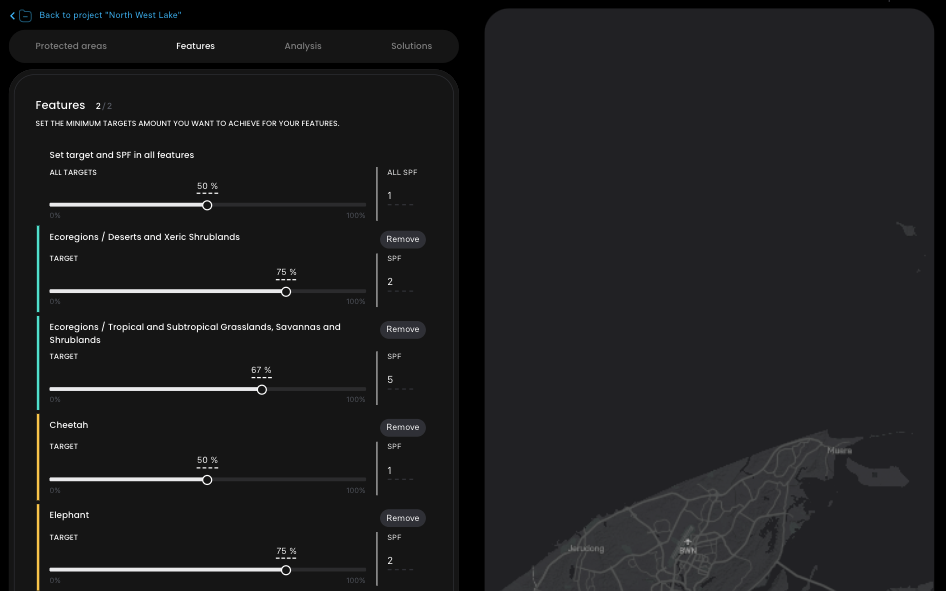 Back to project "North West Lake"
Protected areas Features Analysis Solutions
Features 2 / 2
SET THE MINIMUM TARGETS AMOUNT YOU WANT TO ACHIEVE FOR YOUR FEATURES.
Set target and SPF in all features
ALL TARGETS ALL SPF
50 % 1
0% 100%
Ecoregions / Deserts and Xeric Shrublands Remove
TARGET SPF
75 % 2
0% 100%
Ecoregions / Tropical and Subtropical Grasslands, Savannas and Remove
Shrublands
TARGET SPF
67 % 5
0% 100%
Cheetah Remove
TARGET SPF
50 % 1
0% 100%
Elephant Remove
TARGET SPF
75 % 2
0% 100%
Muara
Jerudong
BWN